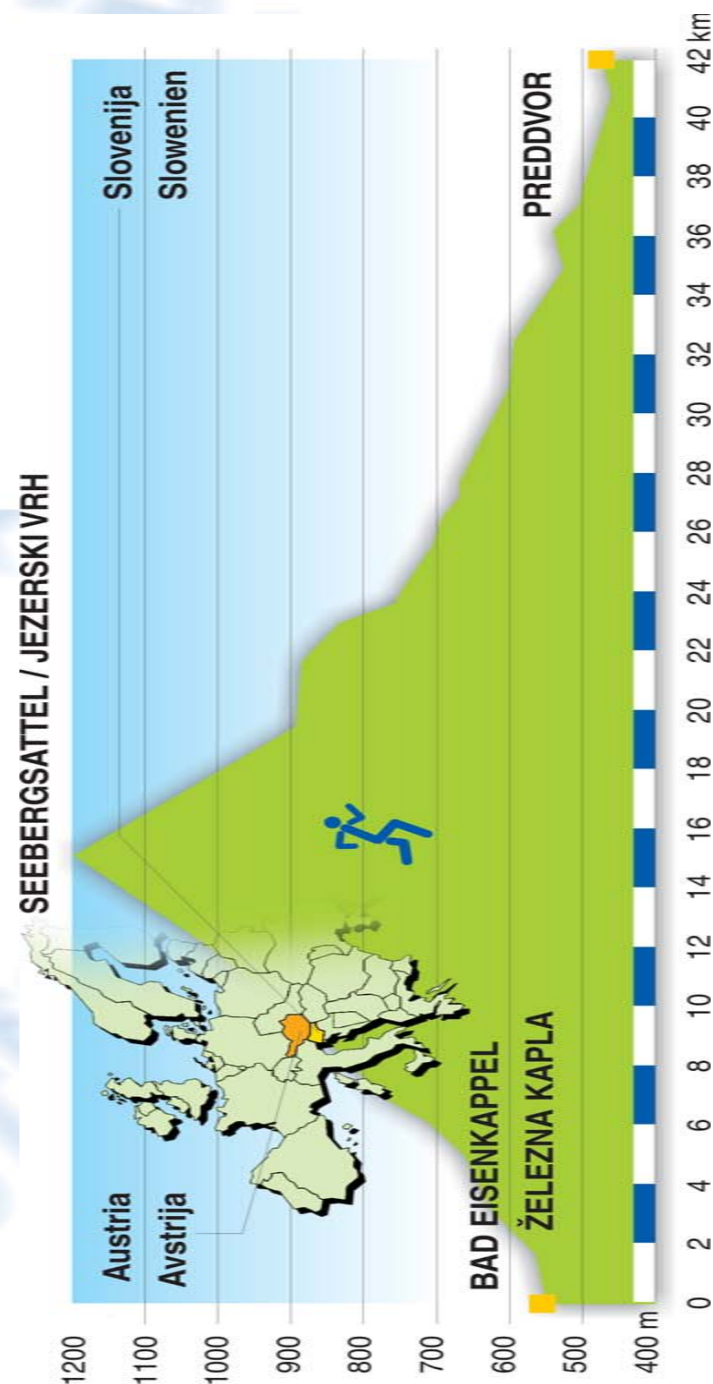 SEEBERGSATTEL / JEZERSKI VRH
Austria
Avstrija
Slovenija
Slowenien
BAD EISENKAPPEL
ŽELEZNA KAPLA
PREDDVOR
1200
1100
1000
900
800
700
600
500
400 m
0 2 4 6 8 10 12 14 16 18 20 22 24 26 28 30 32 34 36 38 40 42 km